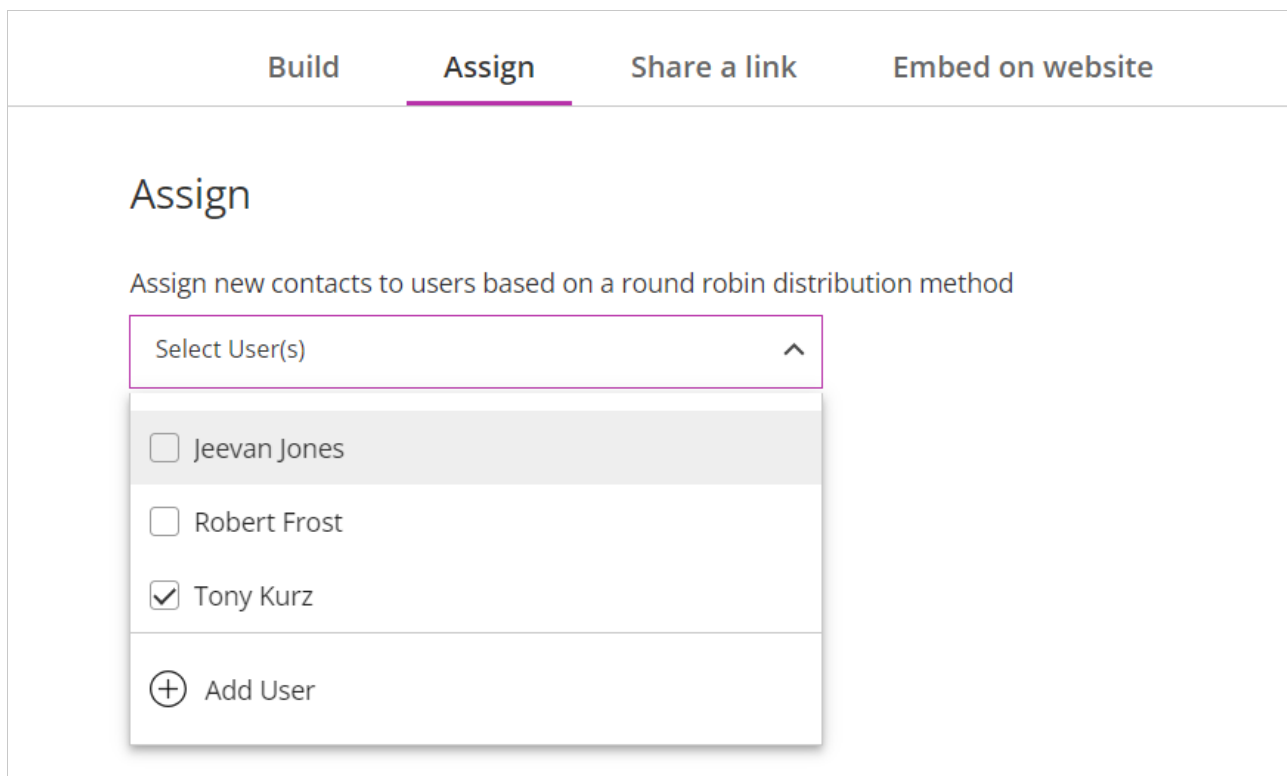 Build Assign Share a link Embed on website
Assign
Assign new contacts to users based on a round robin distribution method
Select User(s)
Jeevan Jones
Robert Frost
Tony Kurz
Add User